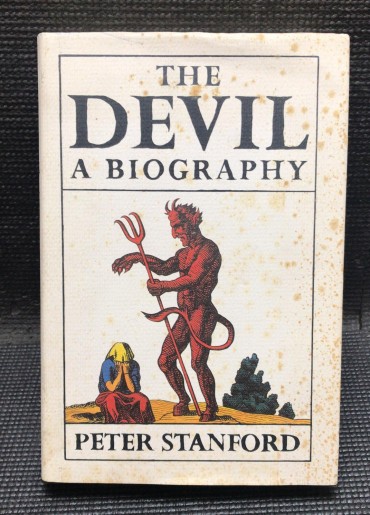 THE
DEVIL
A BIOGRAPHY
PETER STANFORD